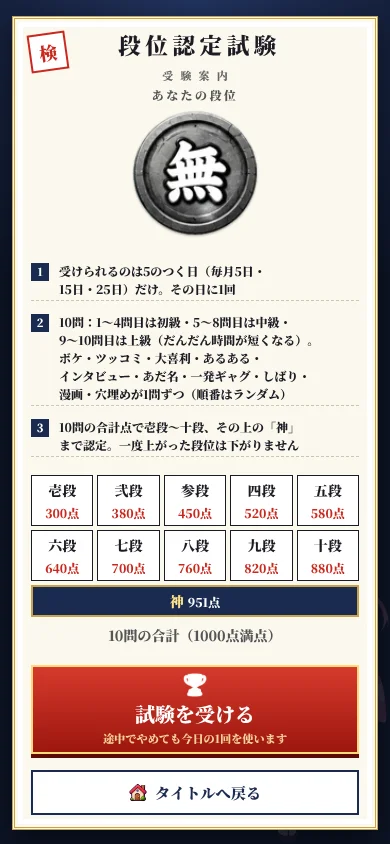 検
段位認定試験
受験案内
あなたの段位
無
1 受けられるのは5のつく日（毎月5日・
15日・25日）だけ。その日に1回
2 10問：1〜4問目は初級・5〜8問目は中級・
9〜10問目は上級（だんだん時間が短くなる）。
ボケ・ツッコミ・大喜利・あるある・
インタビュー・あだ名・一発ギャグ・しばり・
漫画・穴埋めが1問ずつ（順番はランダム）
3 10問の合計点で壱段〜十段、その上の「神」
まで認定。一度上がった段位は下がりません
壱段 弐段 参段 四段 五段
300点 380点 450点 520点 580点
六段 七段 八段 九段 十段
640点 700点 760点 820点 880点
神 951点
10問の合計（1000点満点）
試験を受ける
途中でやめても今日の1回を使います
タイトルへ戻る